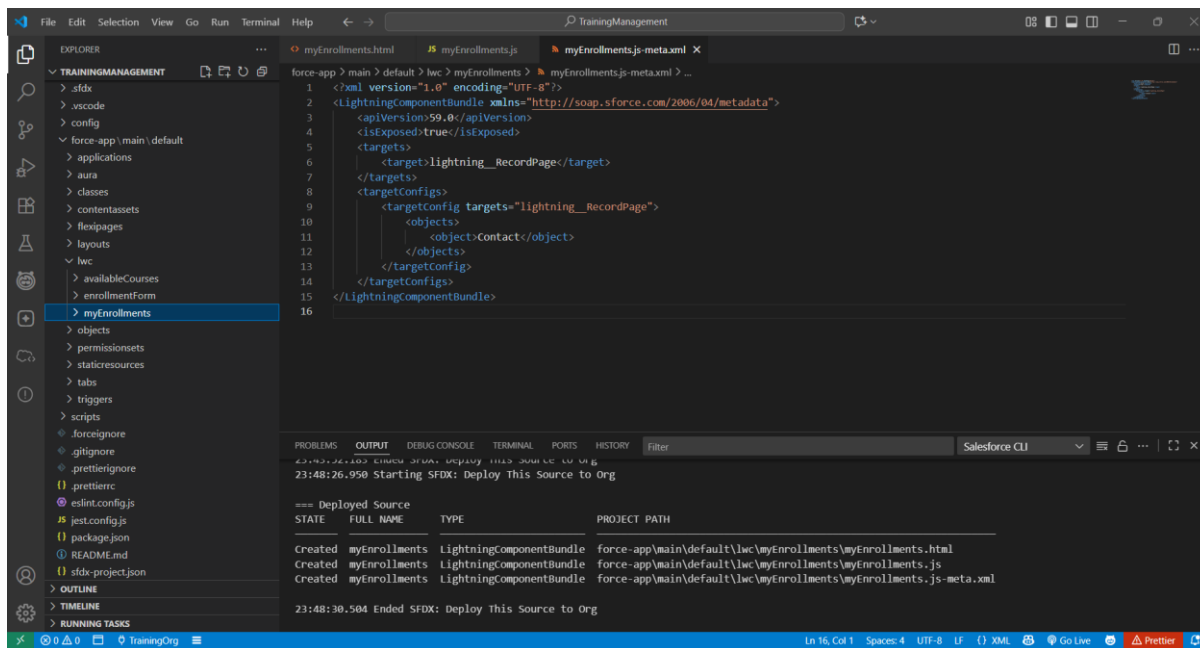 File Edit Selection View Go Run Terminal Help
TrainingManagement
EXPLORER
TRAININGMANAGEMENT
.sfdx
.vscode
config
force-app \ main \ default
applications
aura
classes
contentassets
flexipages
layouts
lwc
availableCourses
enrollmentForm
myEnrollments
objects
permissionsets
staticresources
tabs
triggers
scripts
.forceignore
.gitignore
.prettierignore
.prettierrc
eslint.config.js
jest.config.js
package.json
README.md
sfdx-project.json
OUTLINE
TIMELINE
RUNNING TASKS
myEnrollments.html JS myEnrollments.js myEnrollments.js-meta.xml
force-app > main > default > lwc > myEnrollments > myEnrollments.js-meta.xml > ...
1 <?xml version="1.0" encoding="UTF-8"?>
2 <LightningComponentBundle xmlns="http://soap.sforce.com/2006/04/metadata">
3 <apiVersion>59.0</apiVersion>
4 <isExposed>true</isExposed>
5 <targets>
6 <target>lightning__RecordPage</target>
7 </targets>
8 <targetConfigs>
9 <targetConfig targets="lightning__RecordPage">
10 <objects>
11 <object>Contact</object>
12 </objects>
13 </targetConfig>
14 </targetConfigs>
15 </LightningComponentBundle>
16
PROBLEMS OUTPUT DEBUG CONSOLE TERMINAL PORTS HISTORY Filter Salesforce CLI
Ended SFDX: Deploy This Source to Org
23:48:26.950 Starting SFDX: Deploy This Source to Org
=== Deployed Source
STATE FULL NAME TYPE PROJECT PATH
Created myEnrollments LightningComponentBundle force-app\main\default\lwc\myEnrollments\myEnrollments.html
Created myEnrollments LightningComponentBundle force-app\main\default\lwc\myEnrollments\myEnrollments.js
Created myEnrollments LightningComponentBundle force-app\main\default\lwc\myEnrollments\myEnrollments.js-meta.xml
23:48:30.504 Ended SFDX: Deploy This Source to Org
0 0 TrainingOrg Ln 16, Col 1 Spaces: 4 UTF-8 LF {} XML Go Live Prettier